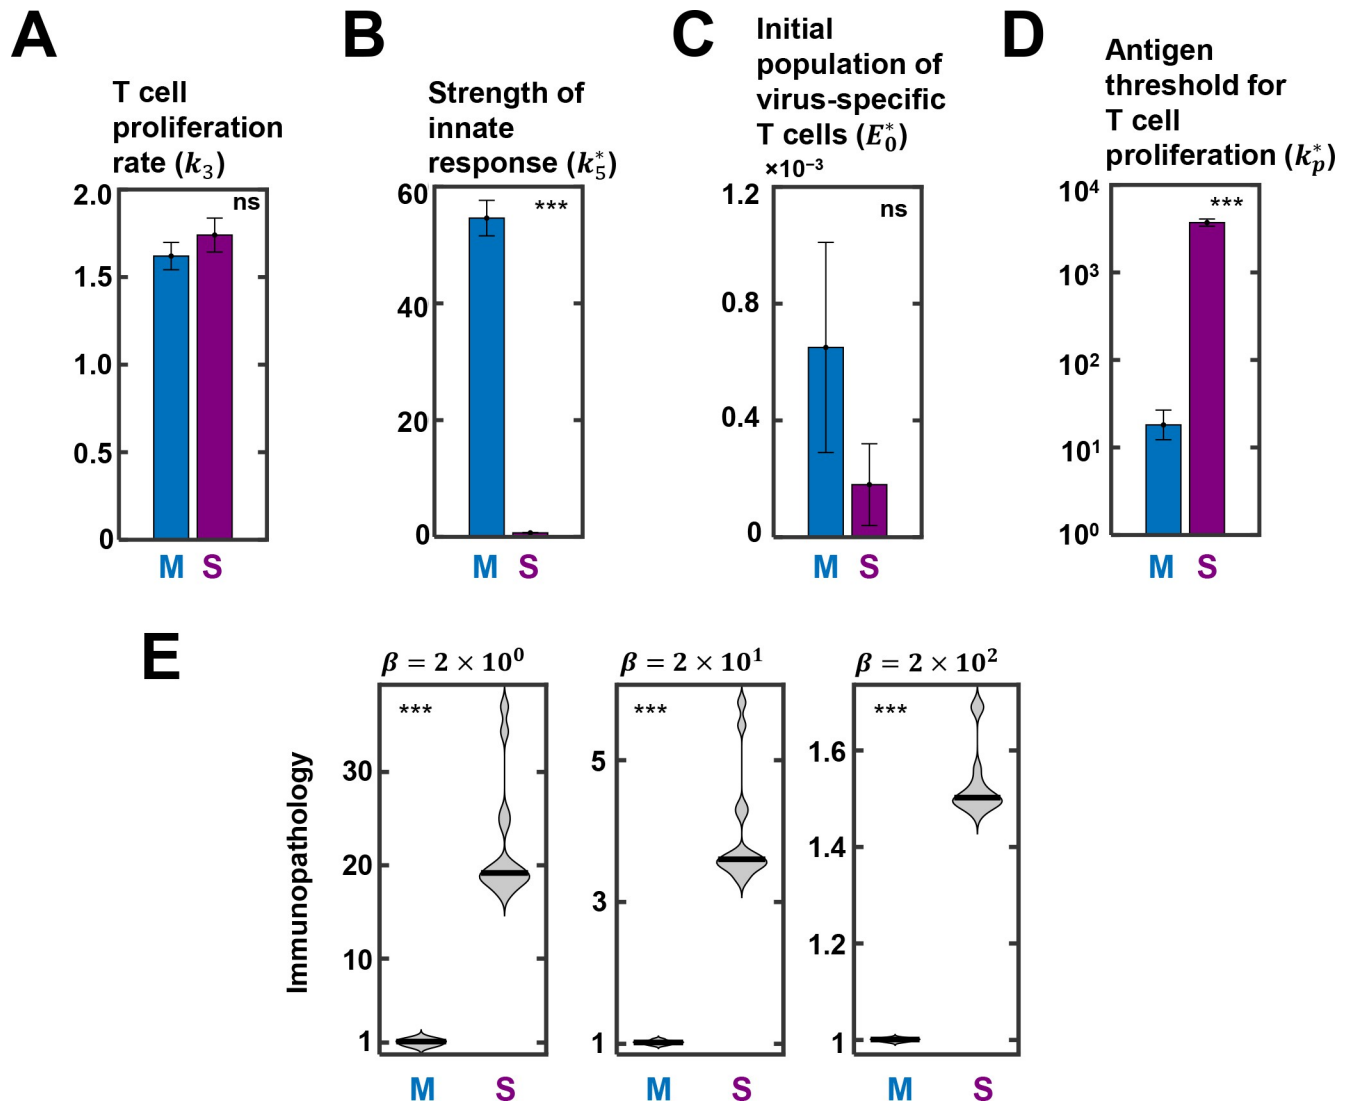 A
T cell
proliferation
rate (k₃)
2.0
1.5
1.0
0.5
0
ns
M S
B
Strength of
innate
response (k₅*)
60
40
20
0
***
M S
C
Initial
population of
virus-specific
T cells (E₀*)
×10⁻³
1.2
0.8
0.4
0
ns
M S
D
Antigen
threshold for
T cell
proliferation (kₚ*)
10⁴
10³
10²
10¹
10⁰
***
M S
E
Immunopathology
β = 2 × 10⁰
***
30
20
10
1
M S
β = 2 × 10¹
***
5
3
1
M S
β = 2 × 10²
***
1.6
1.4
1.2
1
M S